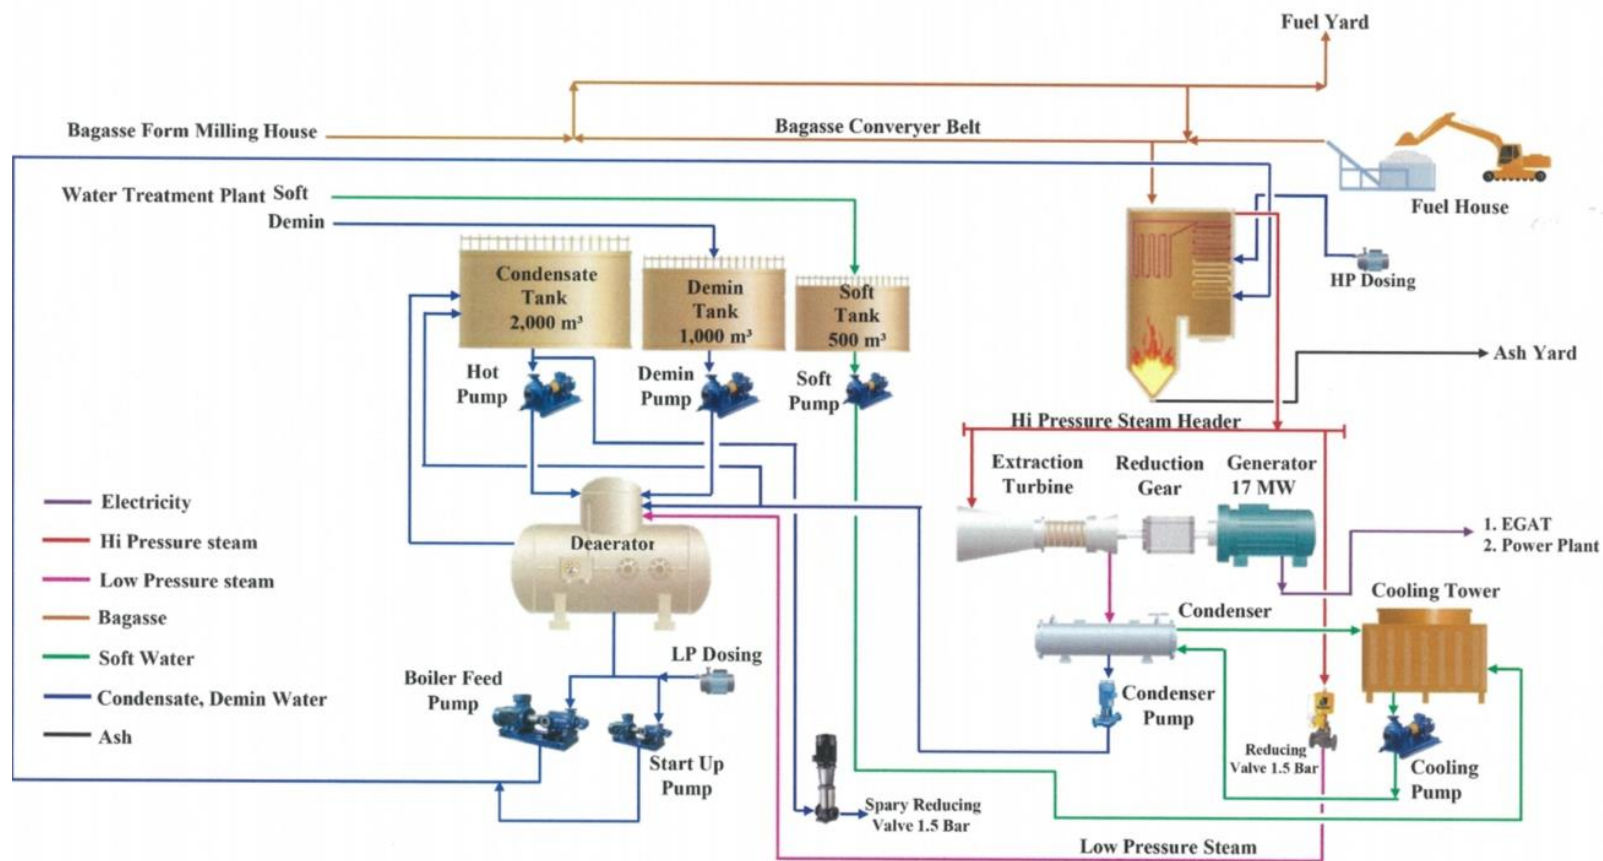 Fuel Yard
Bagasse Form Milling House
Bagasse Converyer Belt
Water Treatment Plant Soft
Demin
Fuel House
Condensate
Tank
2,000 m³
Demin
Tank
1,000 m³
Soft
Tank
500 m³
HP Dosing
Ash Yard
Hot
Pump
Demin
Pump
Soft
Pump
Hi Pressure Steam Header
Extraction
Turbine
Reduction
Gear
Generator
17 MW
Electricity
Hi Pressure steam
Low Pressure steam
Bagasse
Soft Water
Condensate, Demin Water
Ash
Deaerator
1. EGAT
2. Power Plant
Cooling Tower
Condenser
LP Dosing
Boiler Feed
Pump
Condenser
Pump
Start Up
Pump
Reducing
Valve 1.5 Bar
Cooling
Pump
Spary Reducing
Valve 1.5 Bar
Low Pressure Steam